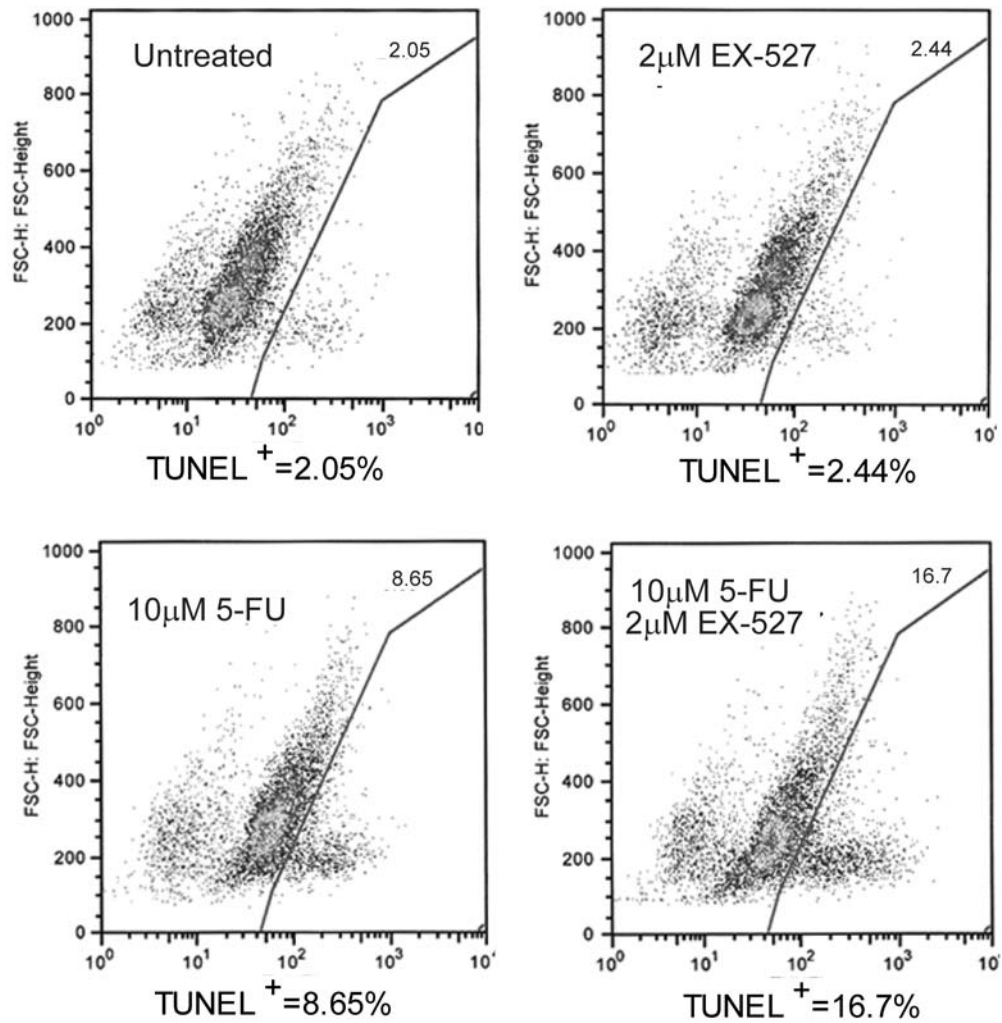 1000
800
600
400
200
0
FSC-H: FSC-Height
Untreated
2.05
10⁰ 10¹ 10² 10³ 10⁴
TUNEL ⁺=2.05%
1000
800
600
400
200
0
FSC-H: FSC-Height
2μM EX-527
2.44
10⁰ 10¹ 10² 10³ 10⁴
TUNEL ⁺=2.44%
1000
800
600
400
200
0
FSC-H: FSC-Height
10μM 5-FU
8.65
10⁰ 10¹ 10² 10³ 10⁴
TUNEL ⁺=8.65%
1000
800
600
400
200
0
FSC-H: FSC-Height
10μM 5-FU
2μM EX-527
16.7
10⁰ 10¹ 10² 10³ 10⁴
TUNEL ⁺=16.7%